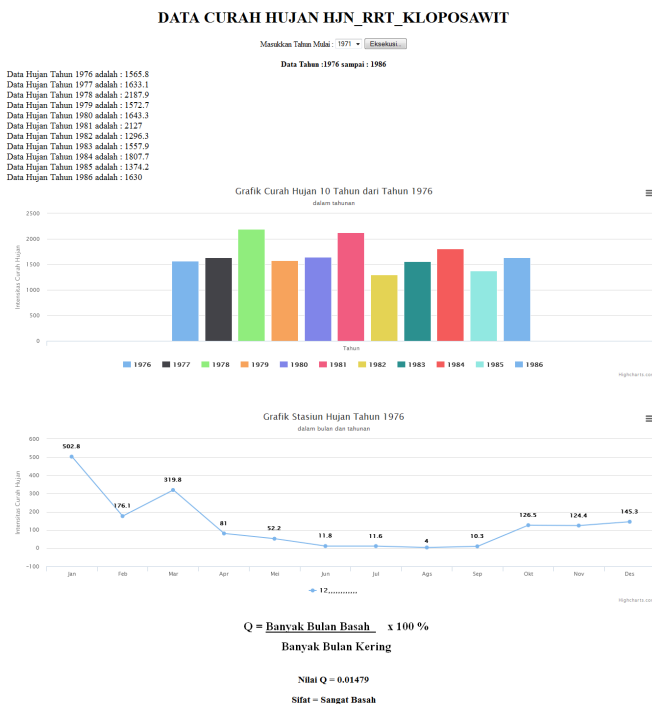 DATA CURAH HUJAN HJN_RRT_KLOPOSAWIT
Masukkan Tahun Mulai : 1971 Eksekusi..
Data Tahun :1976 sampai : 1986
Data Hujan Tahun 1976 adalah : 1565.8
Data Hujan Tahun 1977 adalah : 1633.1
Data Hujan Tahun 1978 adalah : 2187.9
Data Hujan Tahun 1979 adalah : 1572.7
Data Hujan Tahun 1980 adalah : 1643.3
Data Hujan Tahun 1981 adalah : 2127
Data Hujan Tahun 1982 adalah : 1296.3
Data Hujan Tahun 1983 adalah : 1557.9
Data Hujan Tahun 1984 adalah : 1807.7
Data Hujan Tahun 1985 adalah : 1374.2
Data Hujan Tahun 1986 adalah : 1630
Grafik Curah Hujan 10 Tahun dari Tahun 1976
dalam tahunan
Intensitas Curah Hujan
2500
2000
1500
1000
500
0
Tahun
1976 1977 1978 1979 1980 1981 1982 1983 1984 1985 1986
Highcharts.co
Grafik Stasiun Hujan Tahun 1976
dalam bulan dan tahunan
Intensitas Curah Hujan
600
500
400
300
200
100
0
-100
502.8 176.1 319.8 81 52.2 11.8 11.6 4 10.3 126.5 124.4 145.3
Jan Feb Mar Apr Mei Jun Jul Ags Sep Okt Nov Des
12,,,,,,,,,,,,
Highcharts.co
Q = Banyak Bulan Basah x 100 %
Banyak Bulan Kering
Nilai Q = 0.01479
Sifat = Sangat Basah